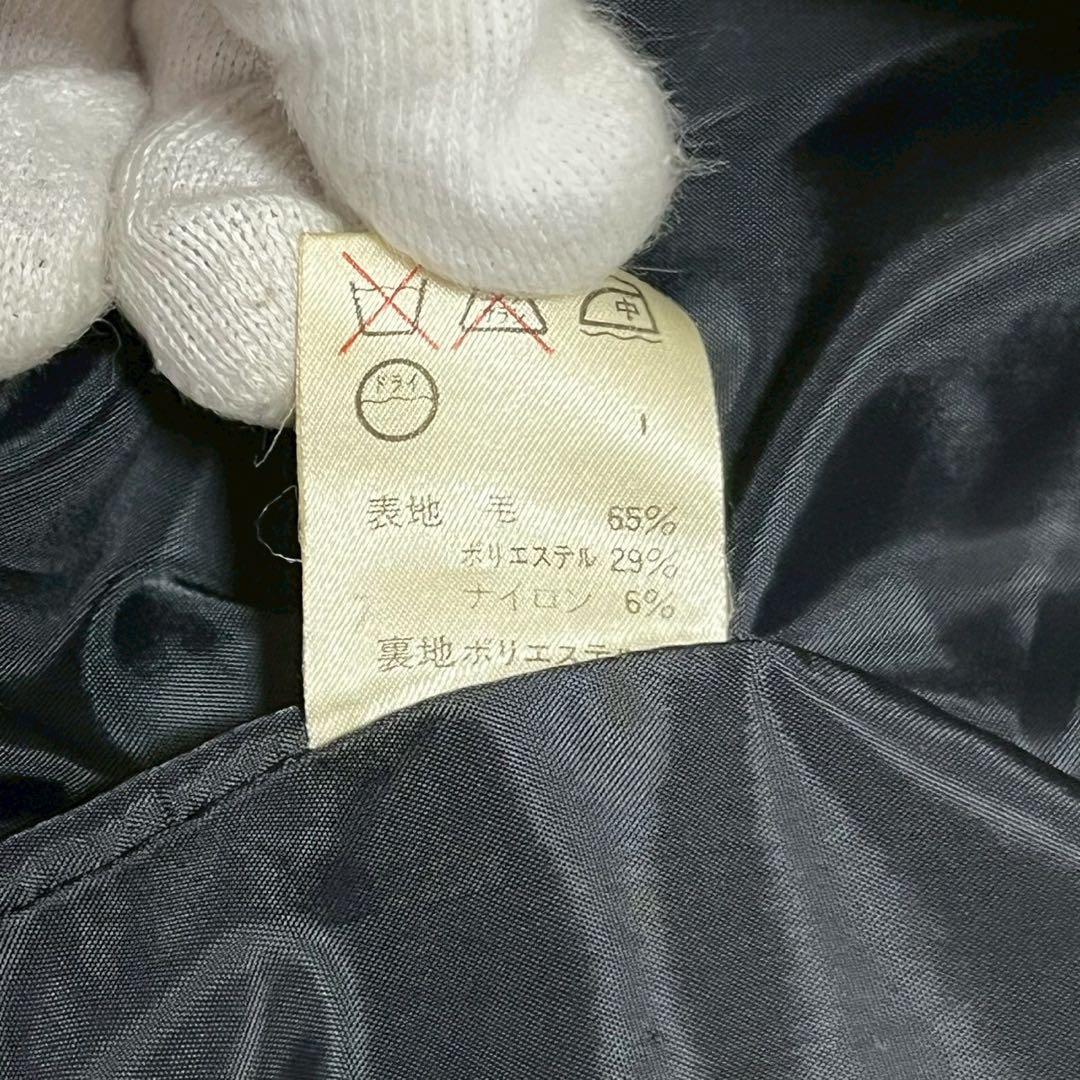 中
ドライ
表地 毛 65%
ポリエステル 29%
ナイロン 6%
裏地ポリエステ